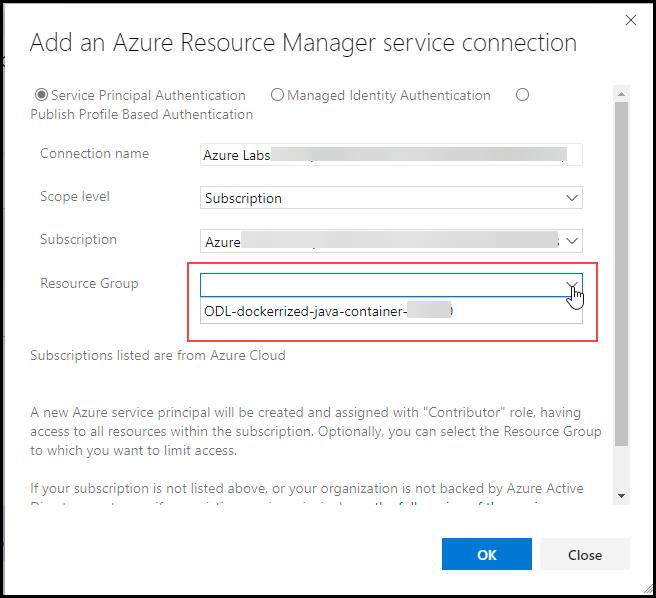 Add an Azure Resource Manager service connection
Service Principal Authentication Managed Identity Authentication
Publish Profile Based Authentication
Connection name Azure Labs
Scope level Subscription
Subscription Azure
Resource Group
ODL-dockerrized-java-container-
Subscriptions listed are from Azure Cloud
A new Azure service principal will be created and assigned with "Contributor" role, having
access to all resources within the subscription. Optionally, you can select the Resource Group
to which you want to limit access.
If your subscription is not listed above, or your organization is not backed by Azure Active
OK Close